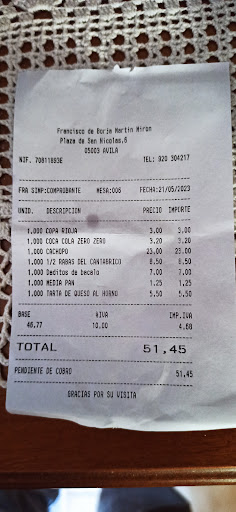 Francisco de Borja Martin Miron
Plaza de San Nicolas,6
05003 AVILA
NIF. 70811893E TEL: 920 304217
FRA SIMP:COMPROBANTE MESA:006 FECHA:21/05/2023
UNID. DESCRIPCION PRECIO IMPORTE
1,000 COPA RIOJA 3,00 3,00
1,000 COCA COLA ZERO ZERO 3,20 3,20
1,000 CACHOPO 23,00 23,00
1,000 1/2 RABAS DEL CANTABRICO 8,50 8,50
1,000 Deditos de bacalo 7,00 7,00
1,000 MEDIA PAN 1,25 1,25
1,000 TARTA DE QUESO AL HORNO 5,50 5,50
BASE %IVA IMP.IVA
46,77 10,00 4,68
TOTAL 51,45
PENDIENTE DE COBRO 51,45
GRACIAS POR SU VISITA